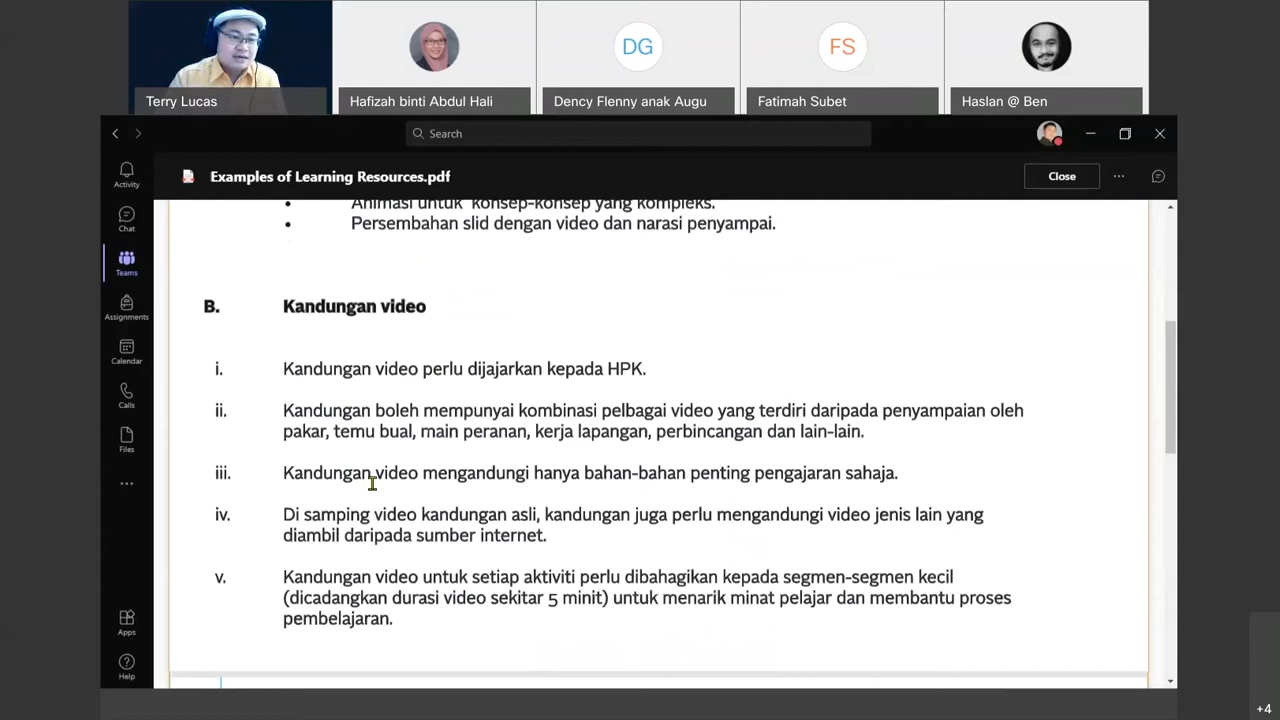 DG
FS
Terry Lucas
Hafizah binti Abdul Hali
Dency Flenny anak Augu
Fatimah Subet
Haslan @ Ben
Search
Activity
Chat
Teams
Assignments
Calendar
Calls
Files
Apps
Help
Examples of Learning Resources.pdf
Close
• Animasi untuk konsep-konsep yang kompleks.
• Persembahan slid dengan video dan narasi penyampai.
B. Kandungan video
i. Kandungan video perlu dijajarkan kepada HPK.
ii. Kandungan boleh mempunyai kombinasi pelbagai video yang terdiri daripada penyampaian oleh
pakar, temu bual, main peranan, kerja lapangan, perbincangan dan lain-lain.
iii. Kandungan video mengandungi hanya bahan-bahan penting pengajaran sahaja.
iv. Di samping video kandungan asli, kandungan juga perlu mengandungi video jenis lain yang
diambil daripada sumber internet.
v. Kandungan video untuk setiap aktiviti perlu dibahagikan kepada segmen-segmen kecil
(dicadangkan durasi video sekitar 5 minit) untuk menarik minat pelajar dan membantu proses
pembelajaran.
+4